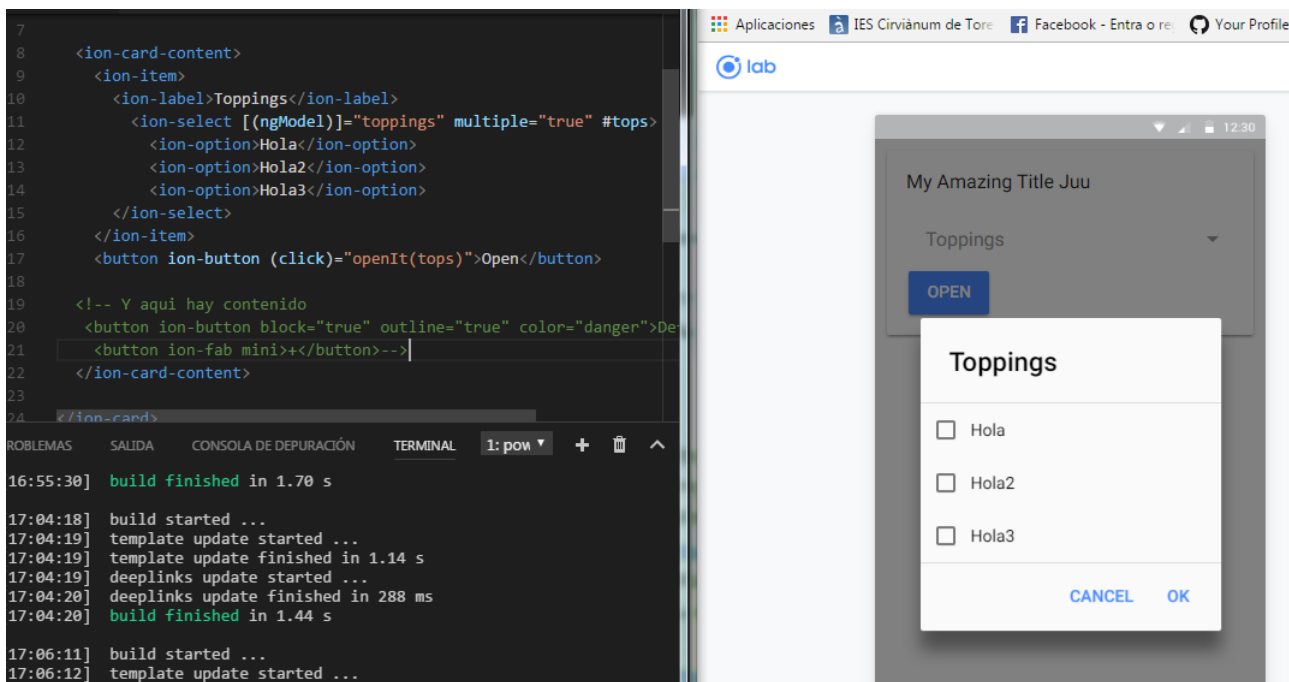 7
8 <ion-card-content>
9 <ion-item>
10 <ion-label>Toppings</ion-label>
11 <ion-select [(ngModel)]="toppings" multiple="true" #tops>
12 <ion-option>Hola</ion-option>
13 <ion-option>Hola2</ion-option>
14 <ion-option>Hola3</ion-option>
15 </ion-select>
16 </ion-item>
17 <button ion-button (click)="openIt(tops)">Open</button>
18
19 <!-- Y aqui hay contenido
20 <button ion-button block="true" outline="true" color="danger">De
21 <button ion-fab mini>+</button>-->
22 </ion-card-content>
23
24 </ion-card>
ROBLEMAS SALIDA CONSOLA DE DEPURACIÓN TERMINAL 1: pow
16:55:30] build finished in 1.70 s
17:04:18] build started ...
17:04:19] template update started ...
17:04:19] template update finished in 1.14 s
17:04:19] deeplinks update started ...
17:04:20] deeplinks update finished in 288 ms
17:04:20] build finished in 1.44 s
17:06:11] build started ...
17:06:12] template update started ...
Aplicaciones IES Cirviànum de Tore Facebook - Entra o re Your Profile
lab
12:30
My Amazing Title Juu
Toppings
OPEN
Toppings
Hola
Hola2
Hola3
CANCEL OK